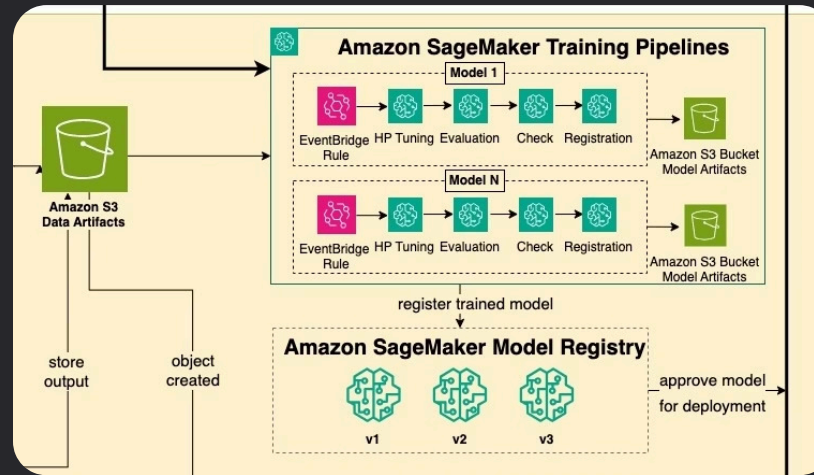 Amazon SageMaker Training Pipelines
Model 1
EventBridge
Rule
HP Tuning
Evaluation
Check
Registration
Amazon S3 Bucket
Model Artifacts
Amazon S3
Data Artifacts
Model N
EventBridge
Rule
HP Tuning
Evaluation
Check
Registration
Amazon S3 Bucket
Model Artifacts
register trained model
Amazon SageMaker Model Registry
v1
v2
v3
store
output
object
created
approve model
for deployment